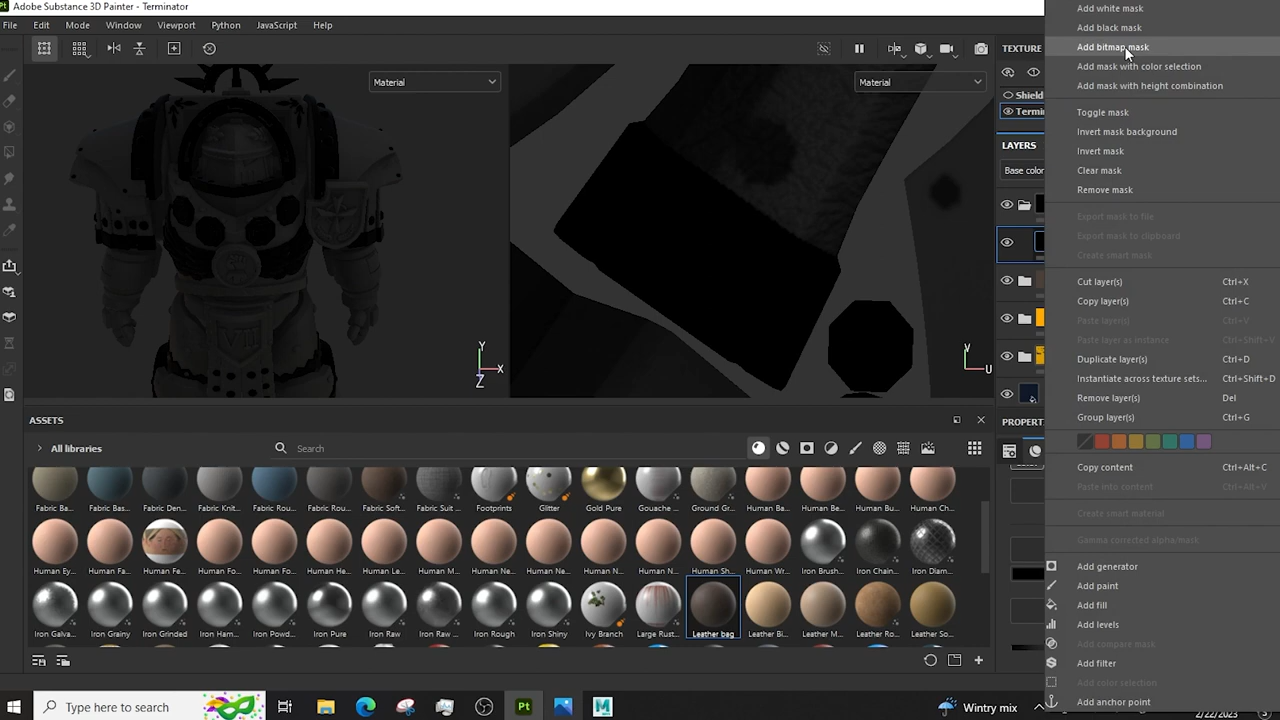 Pt Adobe Substance 3D Painter - Terminator
File Edit Mode Window Viewport Python JavaScript Help
Material
Material
Y
X
Z
V
U
VIII
TEXTURE
Shield
Termi
LAYERS
Base color
PROPERT
Add white mask
Add black mask
Add bitmap mask
Add mask with color selection
Add mask with height combination
Toggle mask
Invert mask background
Invert mask
Clear mask
Remove mask
Export mask to file
Export mask to clipboard
Create smart mask
Cut layer(s) Ctrl+X
Copy layer(s) Ctrl+C
Paste layer(s) Ctrl+V
Paste layer as instance Ctrl+Shift+V
Duplicate layer(s) Ctrl+D
Instantiate across texture sets... Ctrl+Shift+D
Remove layer(s) Del
Group layer(s) Ctrl+G
Copy content Ctrl+Alt+C
Paste into content Ctrl+Alt+V
Create smart material
Gamma corrected alpha/mask
Add generator
Add paint
Add fill
Add levels
Add compare mask
Add filter
Add color selection
Add anchor point
ASSETS
All libraries
Search
Fabric Ba... Fabric Bas... Fabric Den... Fabric Knit... Fabric Rou... Fabric Rou... Fabric Soft... Fabric Suit ... Footprints Glitter Gold Pure Gouache ... Ground Gr... Human Ba... Human Be... Human Bu... Human Ch...
Human Ey... Human Fa... Human Fe... Human Fo... Human Fo... Human He... Human Le... Human M... Human Ne... Human Ne... Human N... Human N... Human Sh... Human Wr... Iron Brush... Iron Chain... Iron Diam...
Iron Galva... Iron Grainy Iron Grinded Iron Ham... Iron Powd... Iron Pure Iron Raw Iron Raw ... Iron Rough Iron Shiny Ivy Branch Large Rust... Leather bag Leather Bi... Leather M... Leather Ro... Leather So...
Type here to search
Pt
M
Wintry mix
2/22/2023